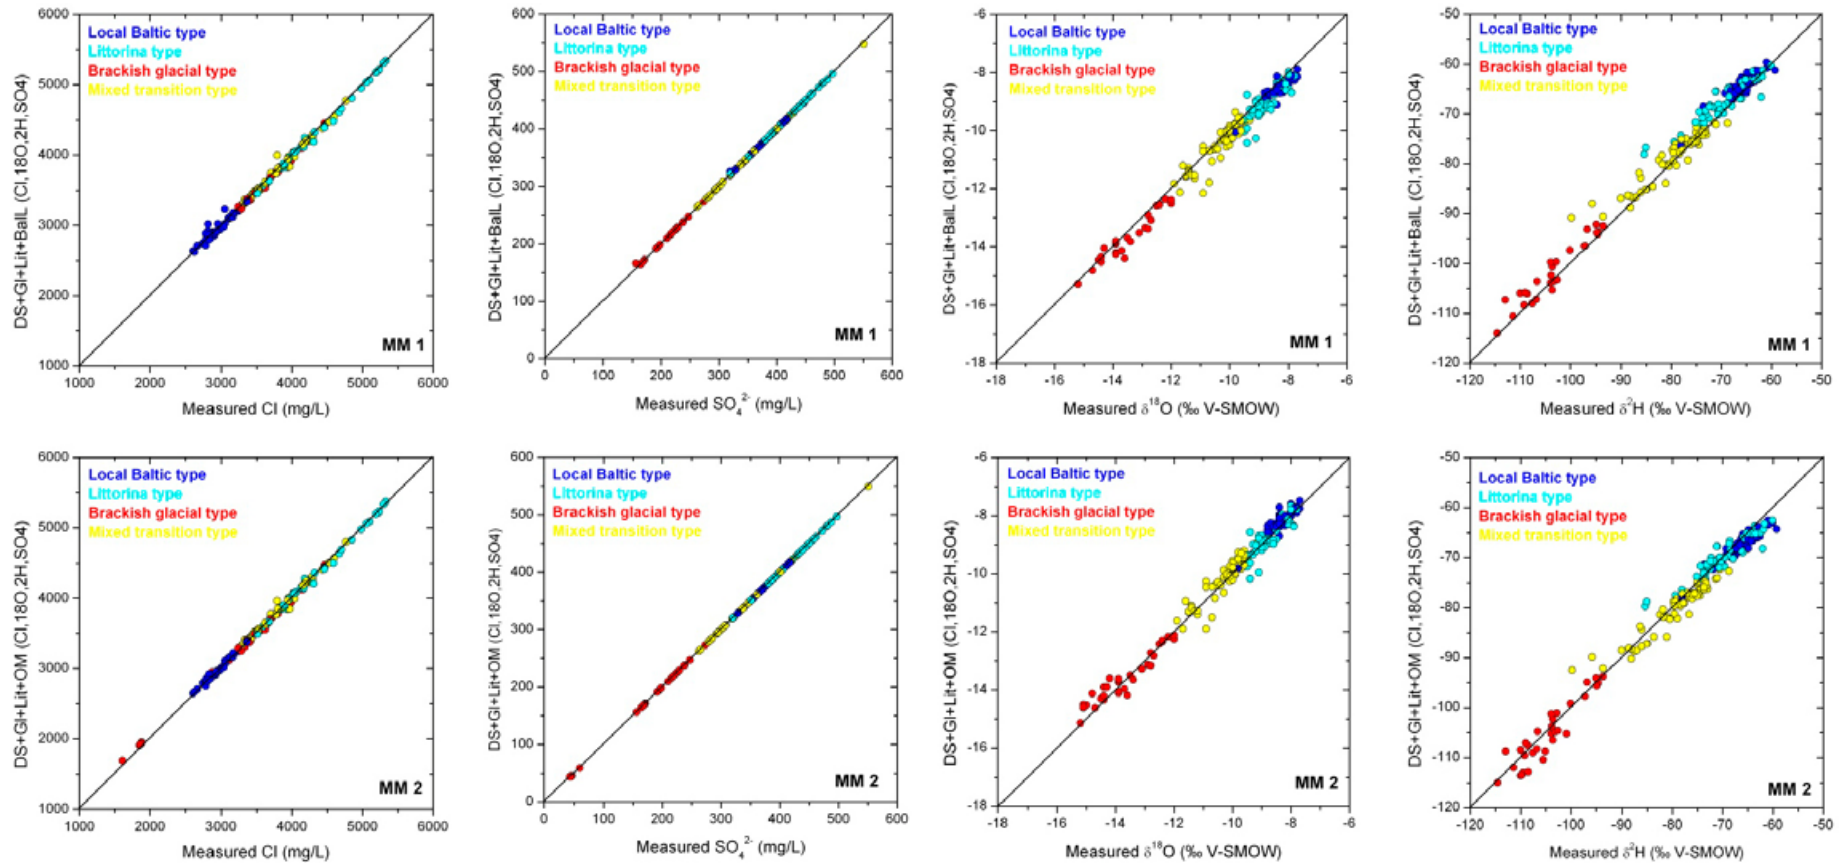 DS+Gl+Lit+BalL (Cl,18O,2H,SO4)
6000
5000
4000
3000
2000
1000
Local Baltic type
Littorina type
Brackish glacial type
Mixed transition type
MM 1
1000 2000 3000 4000 5000 6000
Measured Cl (mg/L)
DS+Gl+Lit+BalL (Cl,18O,2H,SO4)
600
500
400
300
200
100
0
Local Baltic type
Littorina type
Brackish glacial type
Mixed transition type
MM 1
0 100 200 300 400 500 600
Measured SO₄²⁻ (mg/L)
DS+Gl+Lit+BalL (Cl,18O,2H,SO4)
-6
-8
-10
-12
-14
-16
-18
Local Baltic type
Littorina type
Brackish glacial type
Mixed transition type
MM 1
-18 -16 -14 -12 -10 -8 -6
Measured δ¹⁸O (‰ V-SMOW)
DS+Gl+Lit+BalL (Cl,18O,2H,SO4)
-50
-60
-70
-80
-90
-100
-110
-120
Local Baltic type
Littorina type
Brackish glacial type
Mixed transition type
MM 1
-120 -110 -100 -90 -80 -70 -60 -50
Measured δ²H (‰ V-SMOW)
DS+Gl+Lit+OM (Cl,18O,2H,SO4)
6000
5000
4000
3000
2000
1000
Local Baltic type
Littorina type
Brackish glacial type
Mixed transition type
MM 2
1000 2000 3000 4000 5000 6000
Measured Cl (mg/L)
DS+Gl+Lit+OM (Cl,18O,2H,SO4)
600
500
400
300
200
100
0
Local Baltic type
Littorina type
Brackish glacial type
Mixed transition type
MM 2
0 100 200 300 400 500 600
Measured SO₄²⁻ (mg/L)
DS+Gl+Lit+OM (Cl,18O,2H,SO4)
-6
-8
-10
-12
-14
-16
-18
Local Baltic type
Littorina type
Brackish glacial type
Mixed transition type
MM 2
-18 -16 -14 -12 -10 -8 -6
Measured δ¹⁸O (‰ V-SMOW)
DS+Gl+Lit+OM (Cl,18O,2H,SO4)
-50
-60
-70
-80
-90
-100
-110
-120
Local Baltic type
Littorina type
Brackish glacial type
Mixed transition type
MM 2
-120 -110 -100 -90 -80 -70 -60 -50
Measured δ²H (‰ V-SMOW)